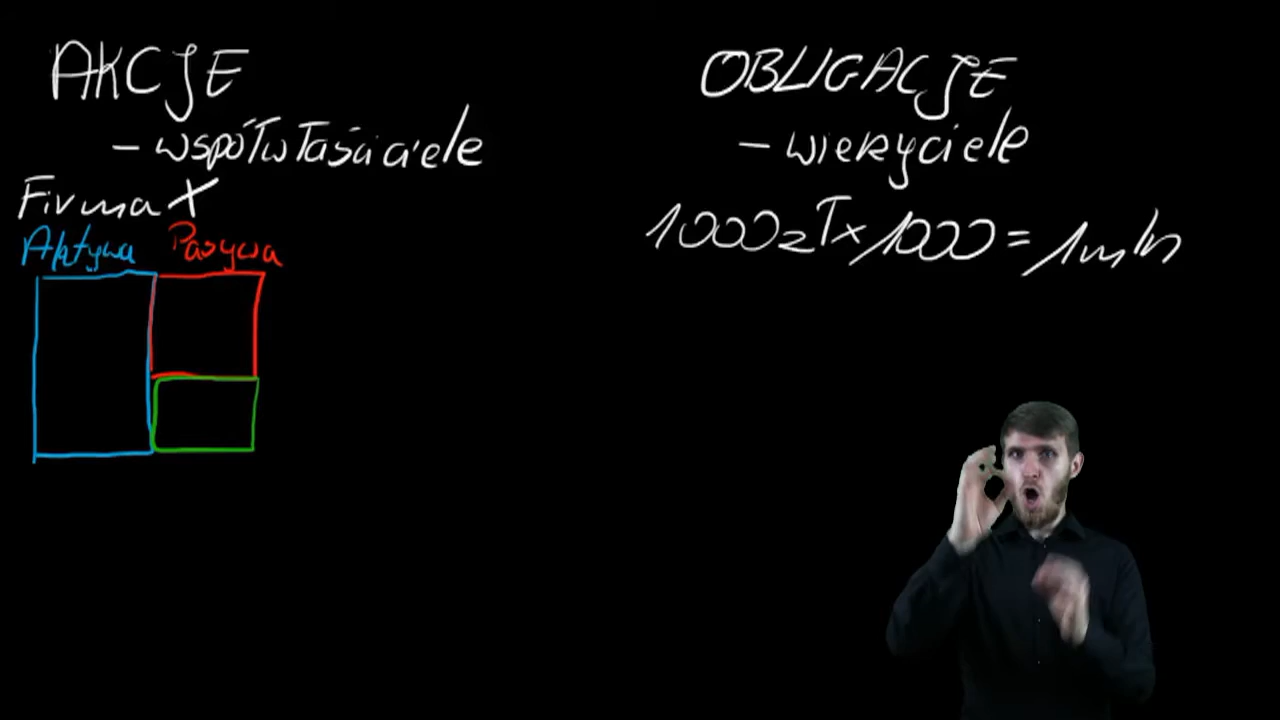 AKCJE
- współwłaściciele
Firma X
Aktywa Pasywa
OBLIGACJE
- wierzyciele
1000zł x 1000 = 1mln